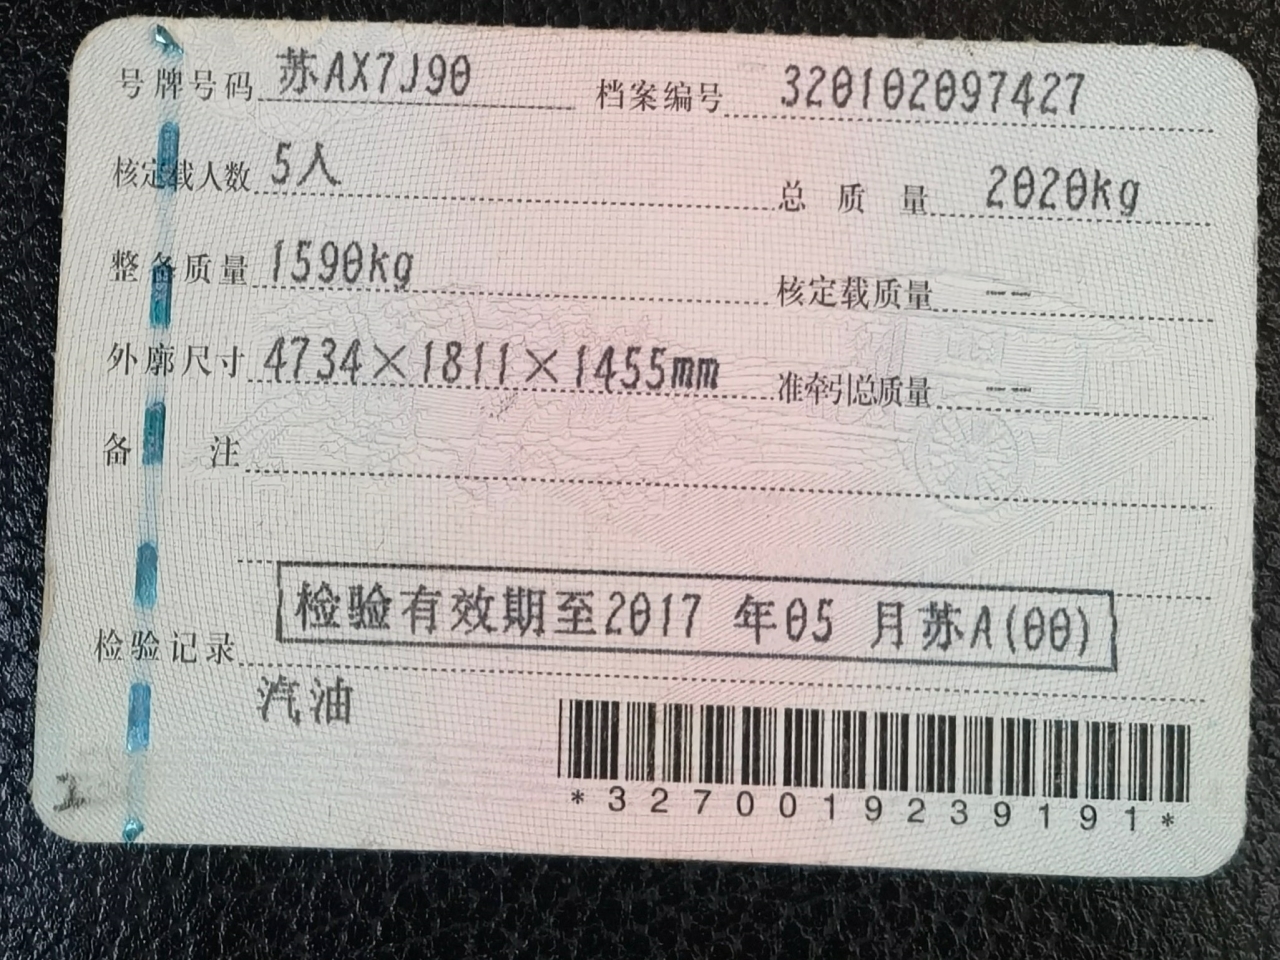 号牌号码 苏AX7J90 档案编号 320102097427
核定载人数 5人 总质量 2020kg
整备质量 1590kg 核定载质量 --
外廓尺寸 4734×1811×1455mm 准牵引总质量 --
备注
检验记录 检验有效期至2017 年05 月苏A(00)
汽油
*3270019239191*